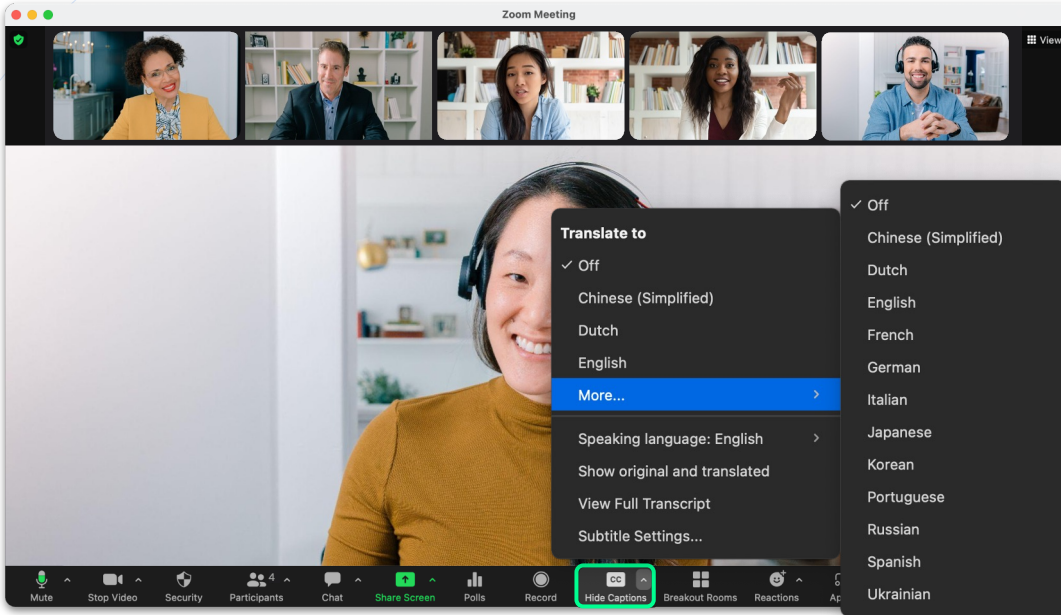 Zoom Meeting
View
Translate to
Off
Chinese (Simplified)
Dutch
English
More...
Speaking language: English
Show original and translated
View Full Transcript
Subtitle Settings...
Off
Chinese (Simplified)
Dutch
English
French
German
Italian
Japanese
Korean
Portuguese
Russian
Spanish
Ukrainian
Mute
Stop Video
Security
4
Participants
Chat
Share Screen
Polls
Record
CC
Hide Captions
Breakout Rooms
Reactions